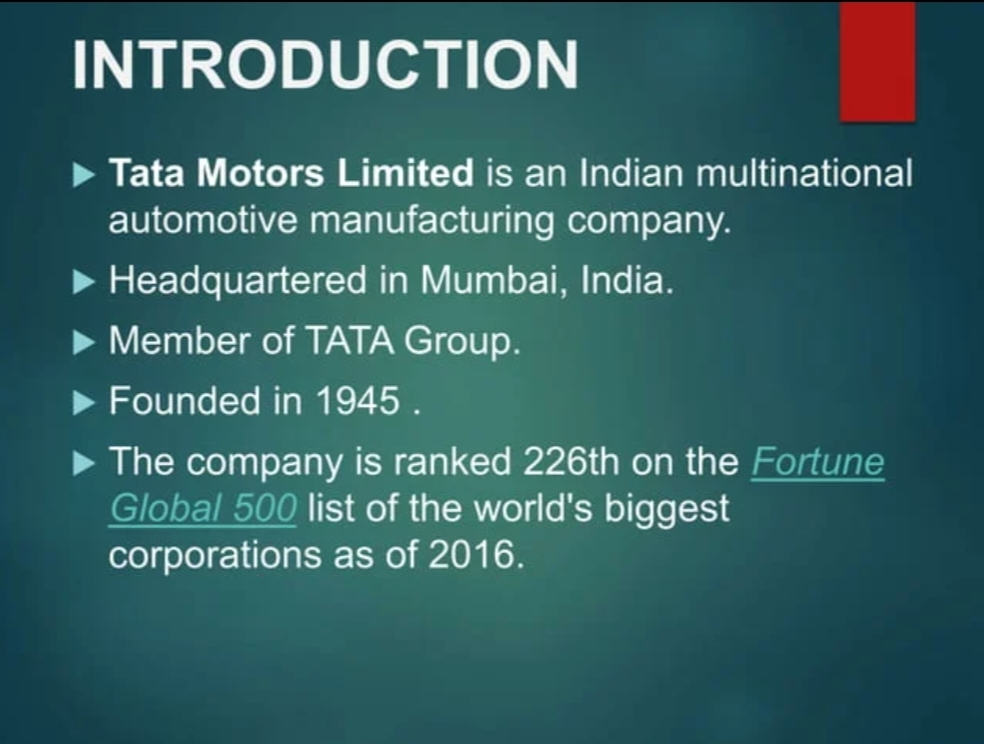 INTRODUCTION
Tata Motors Limited is an Indian multinational
automotive manufacturing company.
Headquartered in Mumbai, India.
Member of TATA Group.
Founded in 1945 .
The company is ranked 226th on the Fortune
Global 500 list of the world's biggest
corporations as of 2016.